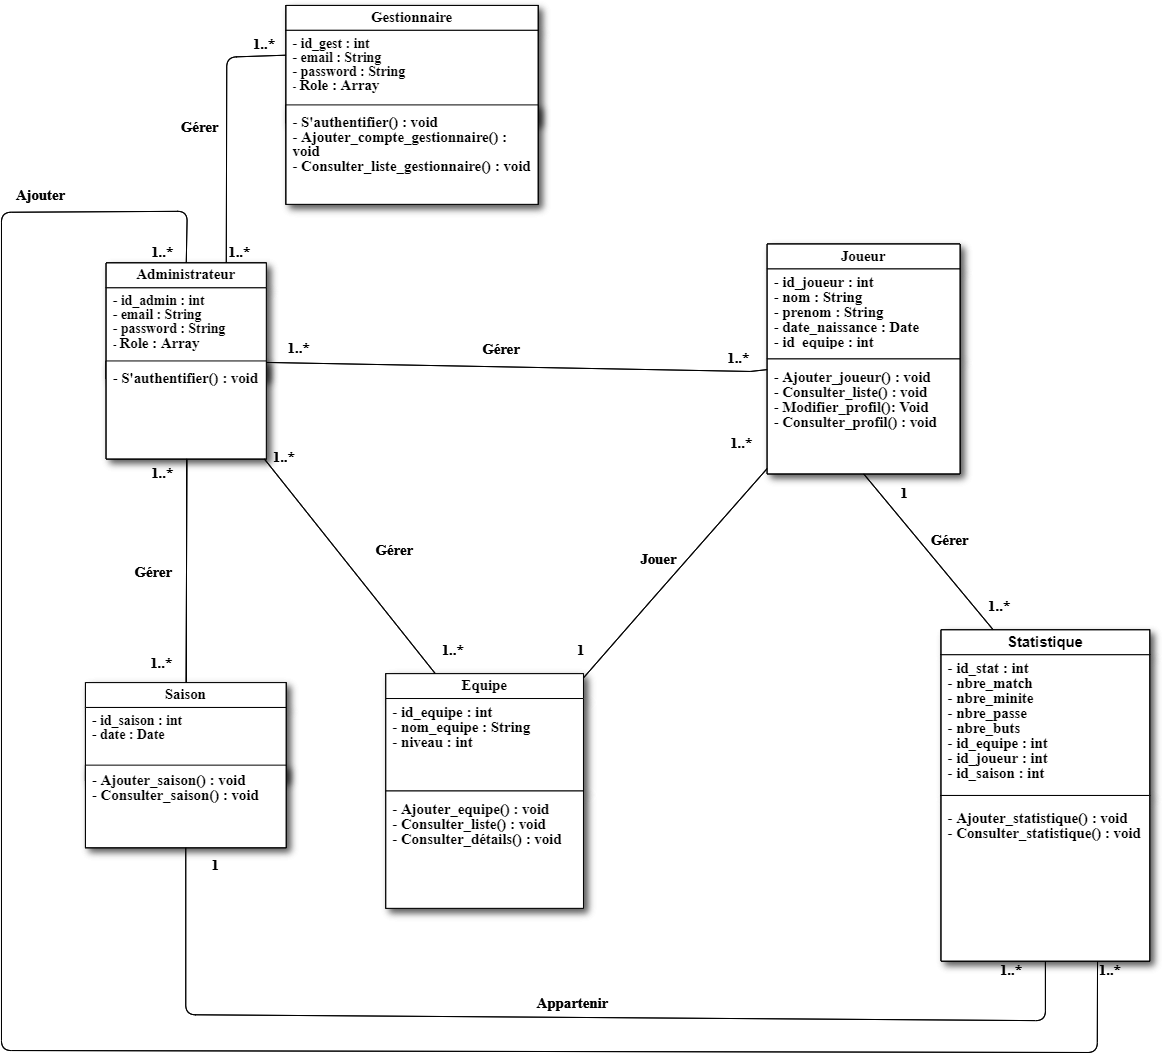 Gestionnaire
- id_gest : int
- email : String
- password : String
- Role : Array
- S'authentifier() : void
- Ajouter_compte_gestionnaire() :
void
- Consulter_liste_gestionnaire() : void
1..*
Gérer
Ajouter
1..*
1..*
Administrateur
- id_admin : int
- email : String
- password : String
- Role : Array
- S'authentifier() : void
1..*
Gérer
1..*
Joueur
- id_joueur : int
- nom : String
- prenom : String
- date_naissance : Date
- id_equipe : int
- Ajouter_joueur() : void
- Consulter_liste() : void
- Modifier_profil(): Void
- Consulter_profil() : void
1..*
1..*
1..*
1
Gérer
Gérer
Jouer
Gérer
1..*
1..*
1
1..*
Saison
- id_saison : int
- date : Date
- Ajouter_saison() : void
- Consulter_saison() : void
1
Equipe
- id_equipe : int
- nom_equipe : String
- niveau : int
- Ajouter_equipe() : void
- Consulter_liste() : void
- Consulter_détails() : void
Statistique
- id_stat : int
- nbre_match
- nbre_minite
- nbre_passe
- nbre_buts
- id_equipe : int
- id_joueur : int
- id_saison : int
- Ajouter_statistique() : void
- Consulter_statistique() : void
1..*
1..*
Appartenir